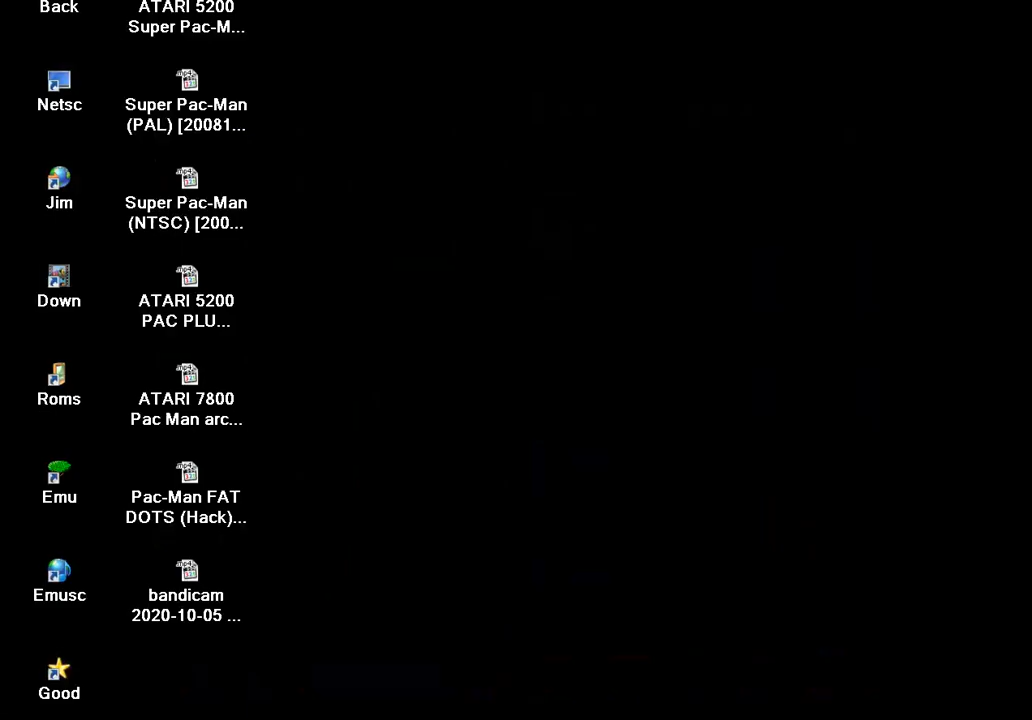 Back
ATARI 5200
Super Pac-M...
Netsc
Super Pac-Man
(PAL) [20081...
Jim
Super Pac-Man
(NTSC) [200...
Down
ATARI 5200
PAC PLU...
Roms
ATARI 7800
Pac Man arc...
Emu
Pac-Man FAT
DOTS (Hack)...
Emusc
bandicam
2020-10-05 ...
Good